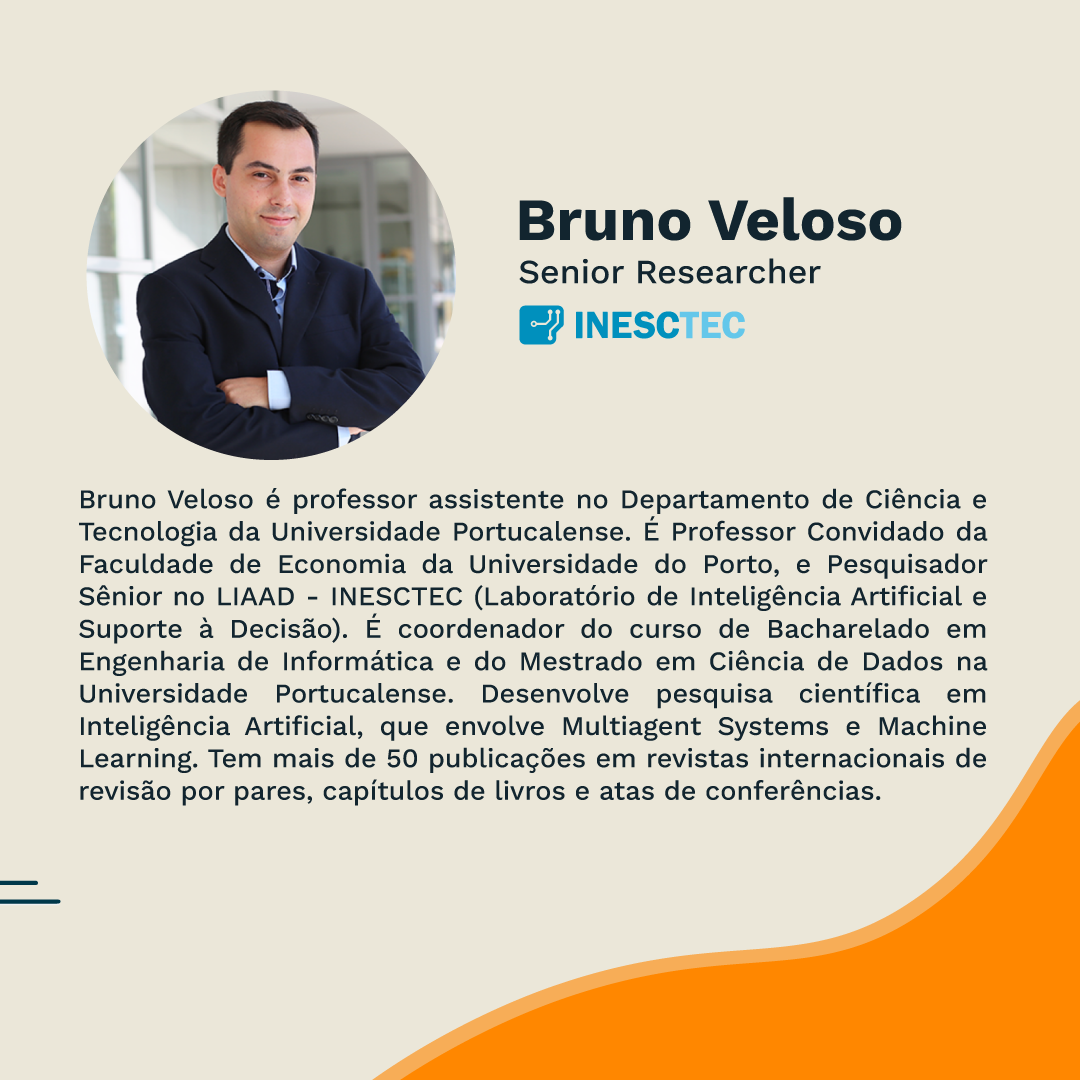 Bruno Veloso
Senior Researcher
INESCTEC
Bruno Veloso é professor assistente no Departamento de Ciência e
Tecnologia da Universidade Portucalense. É Professor Convidado da
Faculdade de Economia da Universidade do Porto, e Pesquisador
Sênior no LIAAD - INESCTEC (Laboratório de Inteligência Artificial e
Suporte à Decisão). É coordenador do curso de Bacharelado em
Engenharia de Informática e do Mestrado em Ciência de Dados na
Universidade Portucalense. Desenvolve pesquisa científica em
Inteligência Artificial, que envolve Multiagent Systems e Machine
Learning. Tem mais de 50 publicações em revistas internacionais de
revisão por pares, capítulos de livros e atas de conferências.